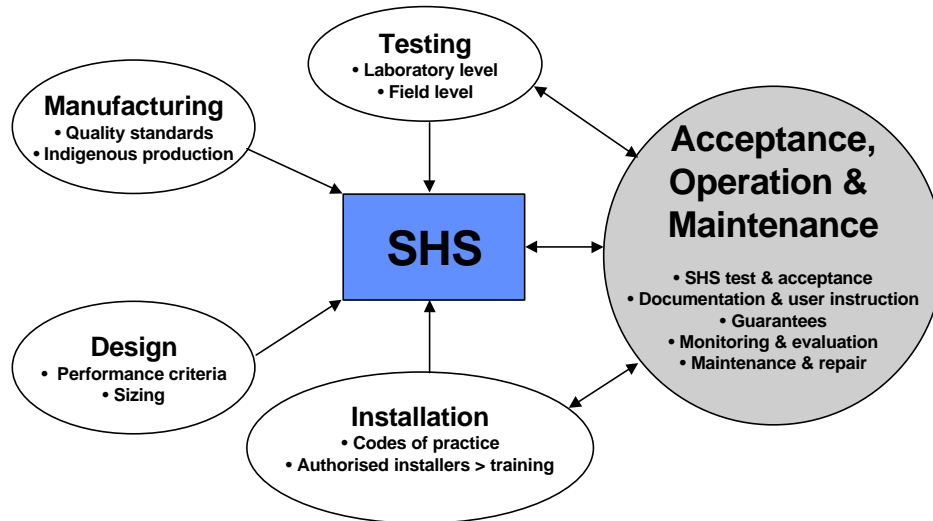 Testing
• Laboratory level
• Field level
Manufacturing
• Quality standards
• Indigenous production
Acceptance,
Operation &
Maintenance
• SHS test & acceptance
• Documentation & user instruction
• Guarantees
• Monitoring & evaluation
• Maintenance & repair
SHS
Design
• Performance criteria
• Sizing
Installation
• Codes of practice
• Authorised installers > training